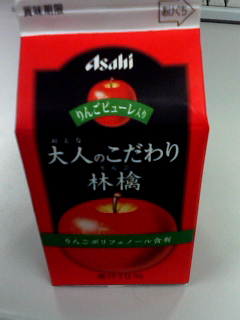 賞味期限
あけくち
Asahi
りんごピューレ入り
おとな
大人のこだわり
りんご
林檎
りんごポリフェノール含有